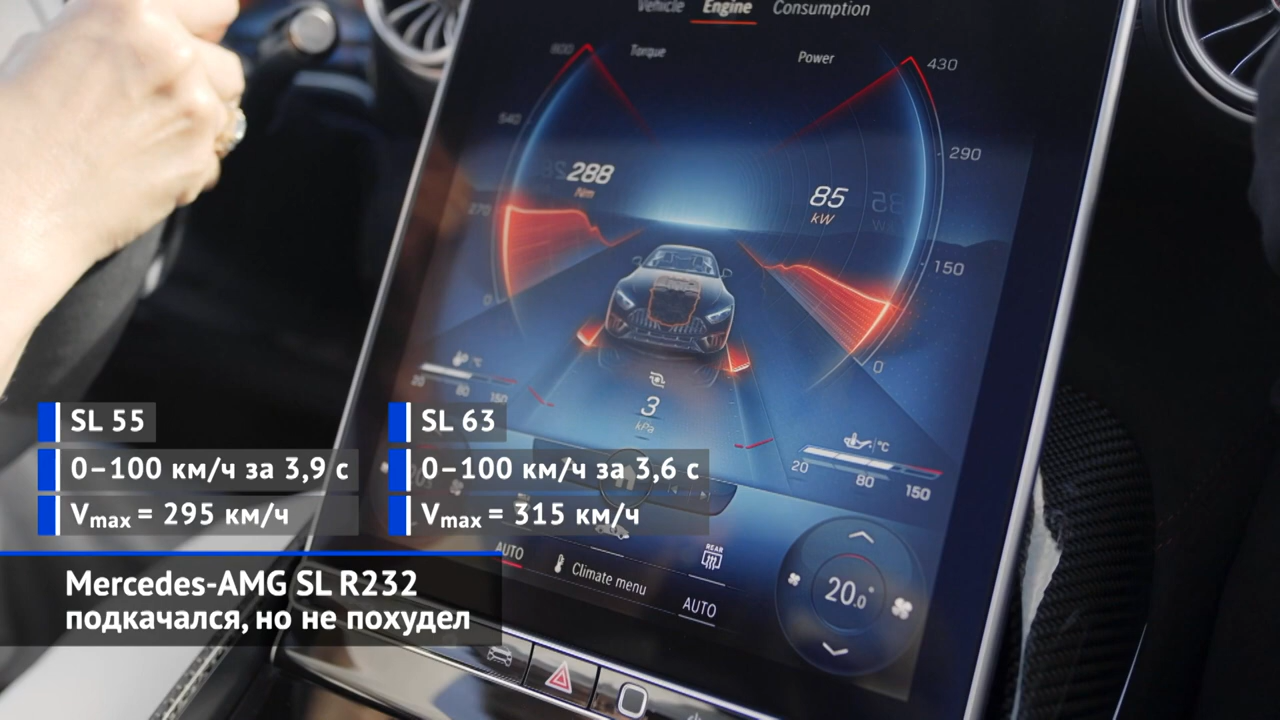 Vehicle Engine Consumption
Torque
Power
800
430
540
290
288
Nm
85
kW
270
150
0
0
°C
20
80
150
3
kPa
°C
20
80
150
SL 55
SL 63
0–100 км/ч за 3,9 с
0–100 км/ч за 3,6 с
Vmax = 295 км/ч
Vmax = 315 км/ч
REAR
AUTO
Climate menu
AUTO
20.0°
Mercedes-AMG SL R232
подкачался, но не похудел